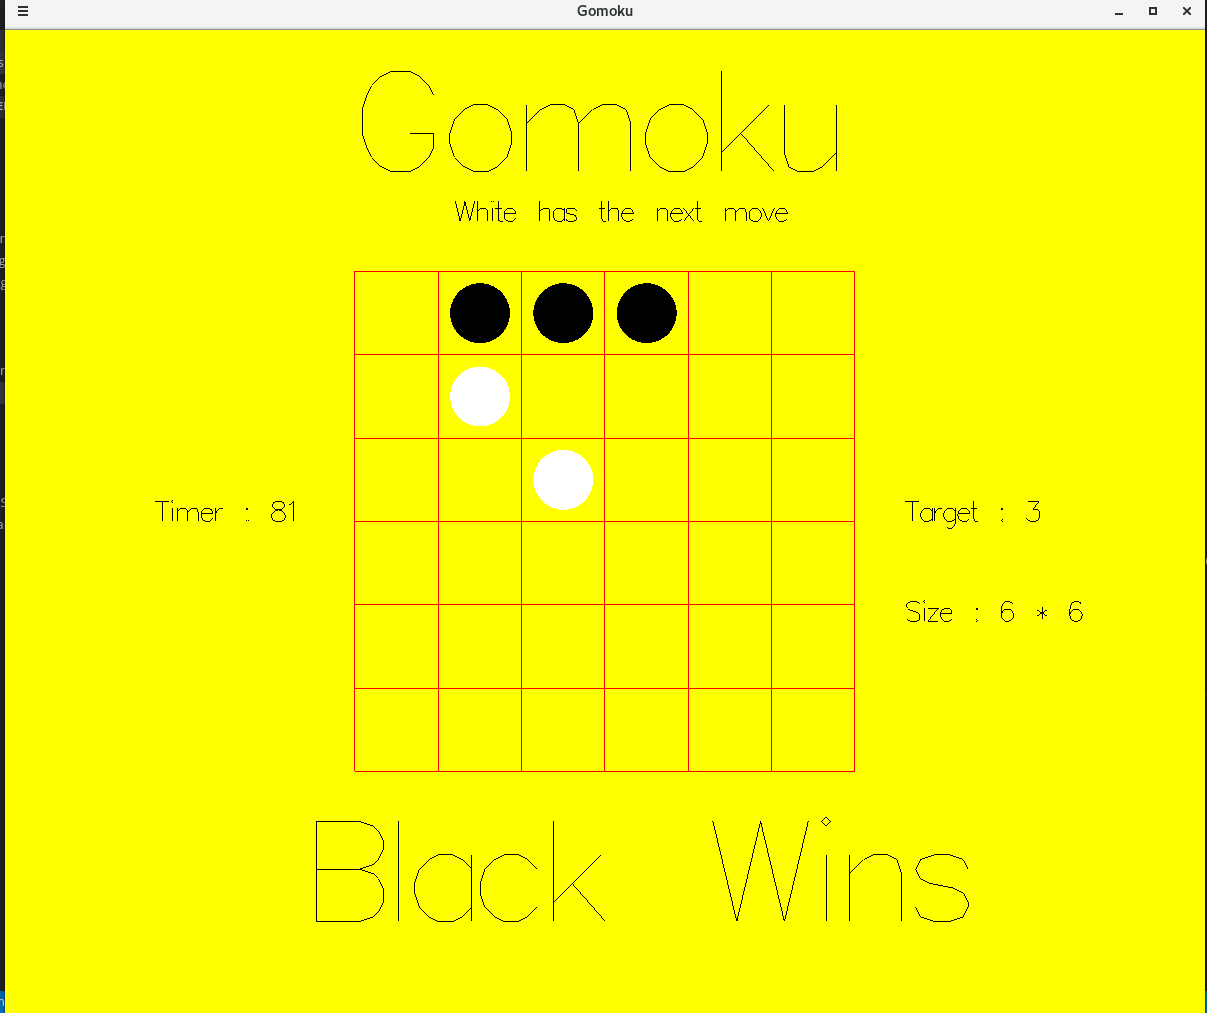 Gomoku
Gomoku
White has the next move
Timer : 81
Target : 3
Size : 6 * 6
Black Wins